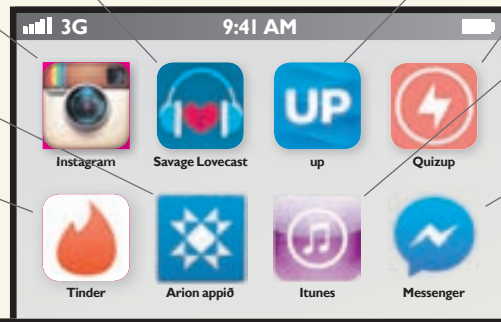 3G 9:41 AM
UP
Instagram Savage Lovecast up Quizup
Tinder Arion appið Itunes Messenger